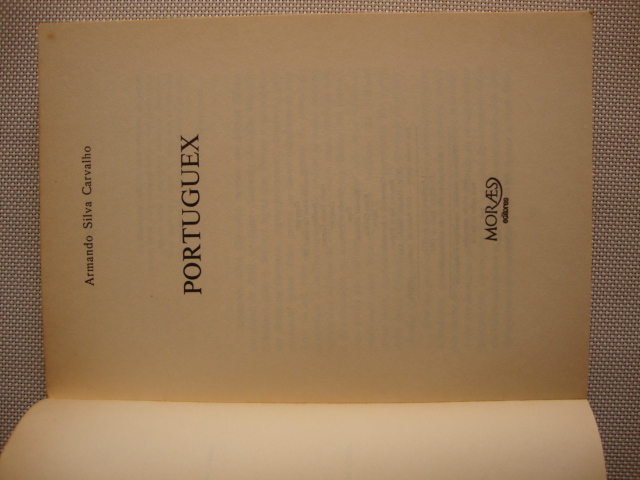 Armando Silva Carvalho
PORTUGUEX
MORÆS
editores